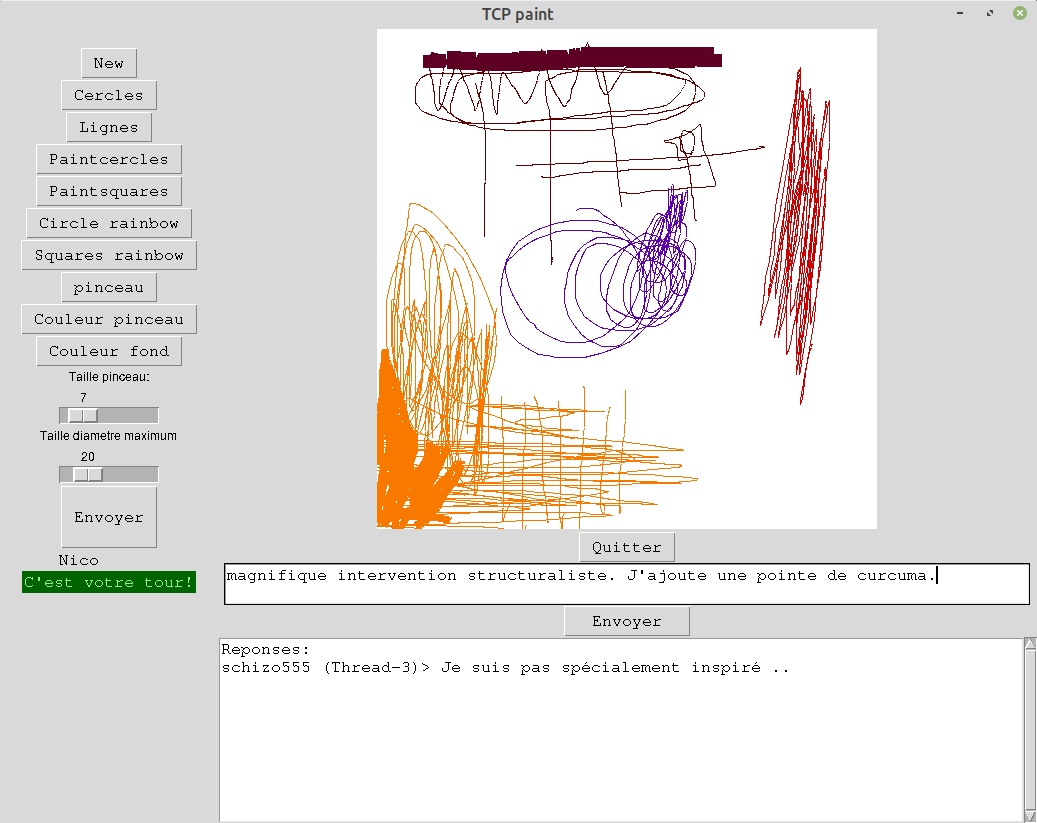 TCP paint
New
Cercles
Lignes
Paintcercles
Paintsquares
Circle rainbow
Squares rainbow
pinceau
Couleur pinceau
Couleur fond
Taille pinceau:
7
Taille diametre maximum
20
Envoyer
Nico
C'est votre tour!
Quitter
magnifique intervention structuraliste. J'ajoute une pointe de curcuma.
Envoyer
Reponses:
schizo555 (Thread-3)> Je suis pas spécialement inspiré ..